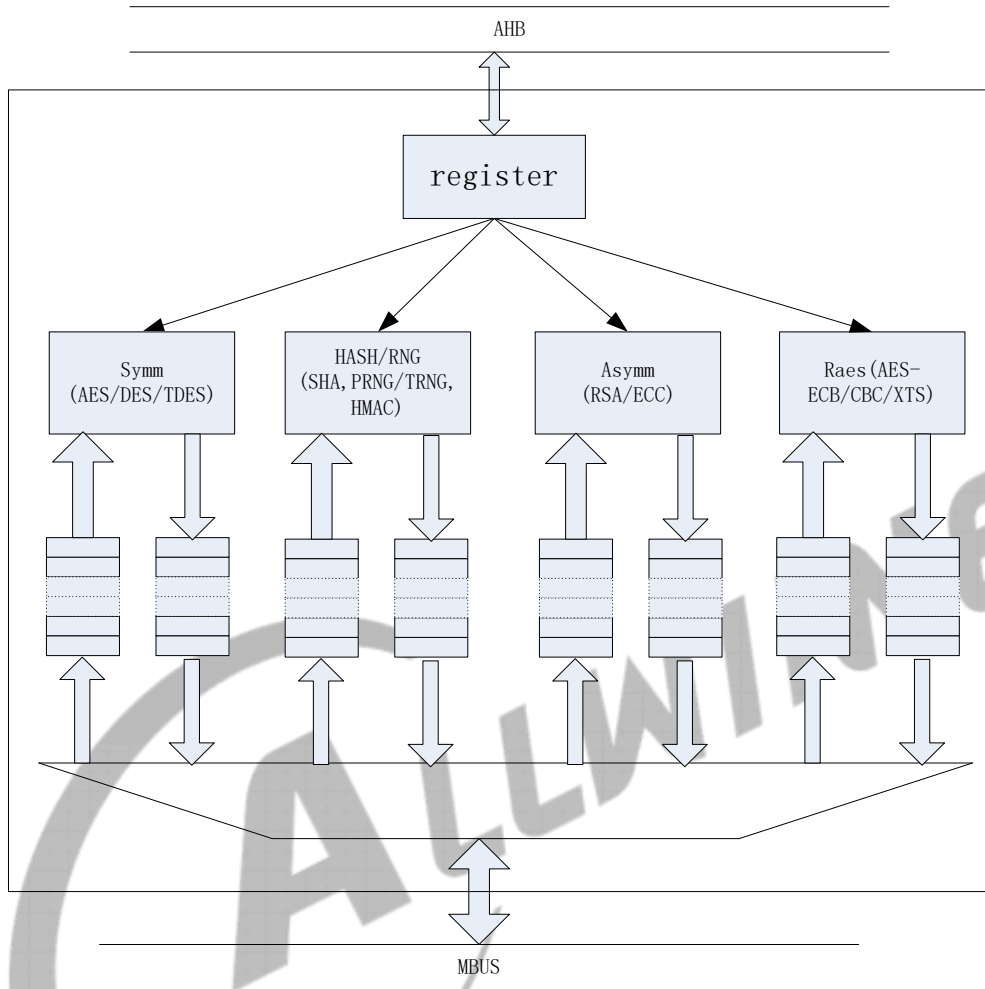 AHB
register
Symm
(AES/DES/TDES)
HASH/RNG
(SHA, PRNG/TRNG,
HMAC)
Asymm
(RSA/ECC)
Raes(AES-
ECB/CBC/XTS)
ALLWINE
MBUS